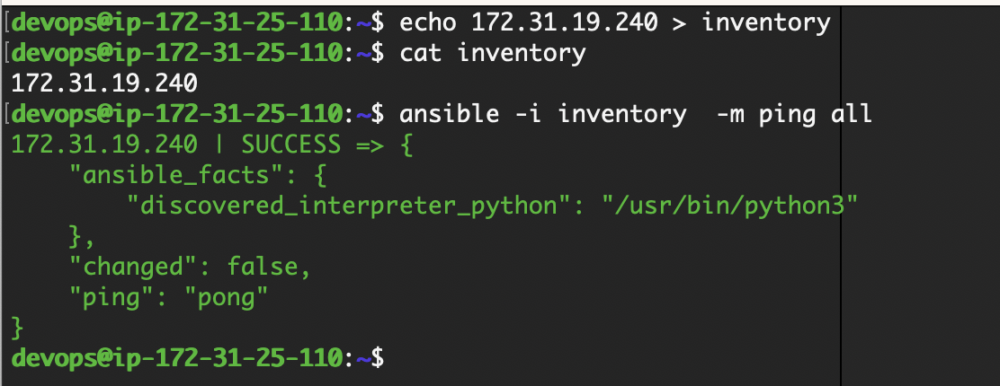 devops@ip-172-31-25-110:~$ echo 172.31.19.240 > inventory
devops@ip-172-31-25-110:~$ cat inventory
172.31.19.240
devops@ip-172-31-25-110:~$ ansible -i inventory  -m ping all
172.31.19.240 | SUCCESS => {
    "ansible_facts": {
        "discovered_interpreter_python": "/usr/bin/python3"
    },
    "changed": false,
    "ping": "pong"
}
devops@ip-172-31-25-110:~$